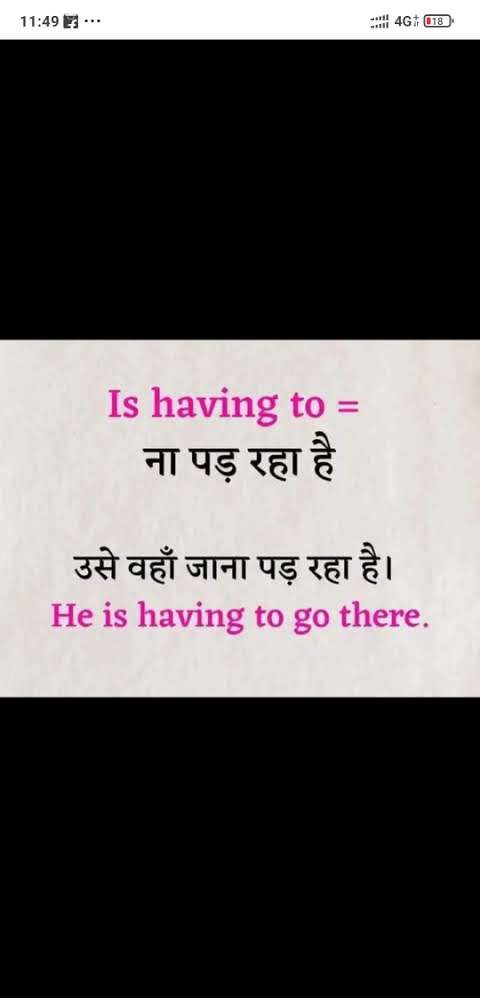 11:49 ...
4G 18
Is having to =
ना पड़ रहा है
उसे वहाँ जाना पड़ रहा है।
He is having to go there.